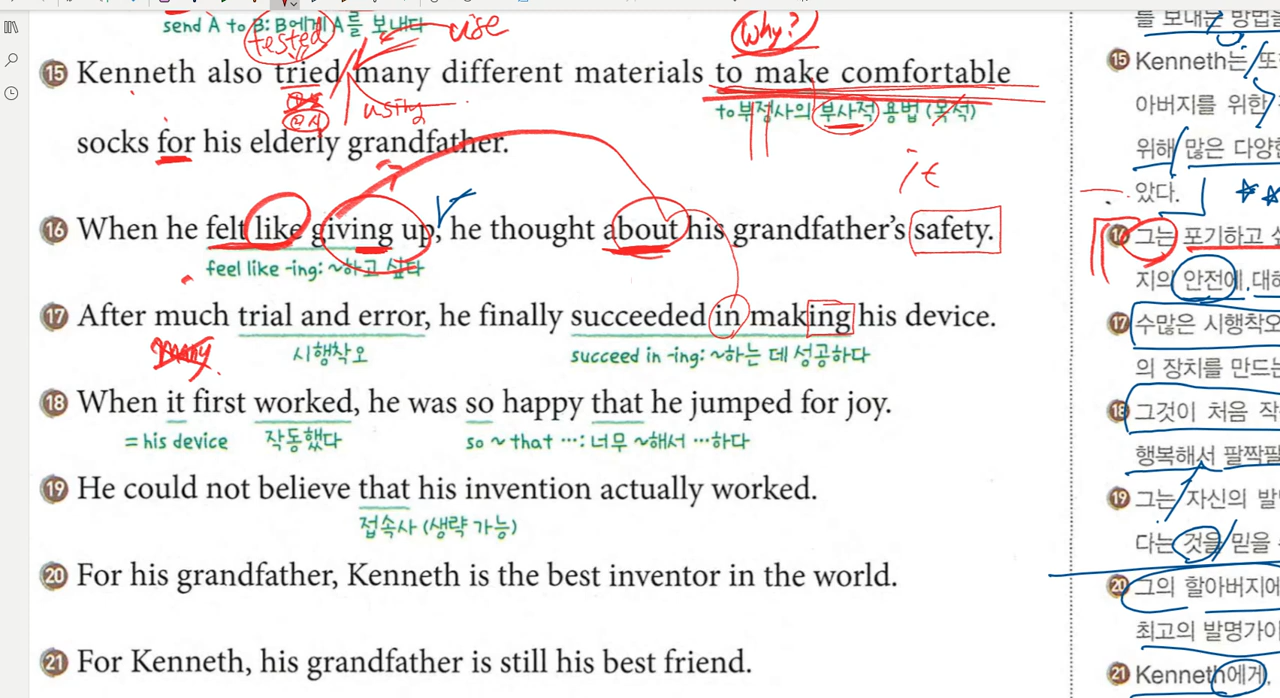 send A to B: B에게 A를 보내다
use
tested
Why?
⑮ Kenneth also tried many different materials to make comfortable
using
to부정사의 부사적 용법 (목적)
socks for his elderly grandfather.
it
⑯ When he felt like giving up, he thought about his grandfather's safety.
feel like -ing: ~하고 싶다
⑰ After much trial and error, he finally succeeded in making his device.
many
시행착오
succeed in -ing: ~하는 데 성공하다
⑱ When it first worked, he was so happy that he jumped for joy.
= his device
작동했다
so ~ that …: 너무 ~해서 …하다
⑲ He could not believe that his invention actually worked.
접속사 (생략 가능)
⑳ For his grandfather, Kenneth is the best inventor in the world.
㉑ For Kenneth, his grandfather is still his best friend.
를 보내는 방법을
⑮ Kenneth는 또
아버지를 위한
위해 많은 다양한
았다.
⑯ 그는 포기하고
지의 안전에 대하
⑰ 수많은 시행착오
의 장치를 만드는
⑱ 그것이 처음 작
행복해서 팔짝팔
⑲ 그는 자신의 발
다는 것을 믿을
⑳ 그의 할아버지에
최고의 발명가이
㉑ Kenneth에게,